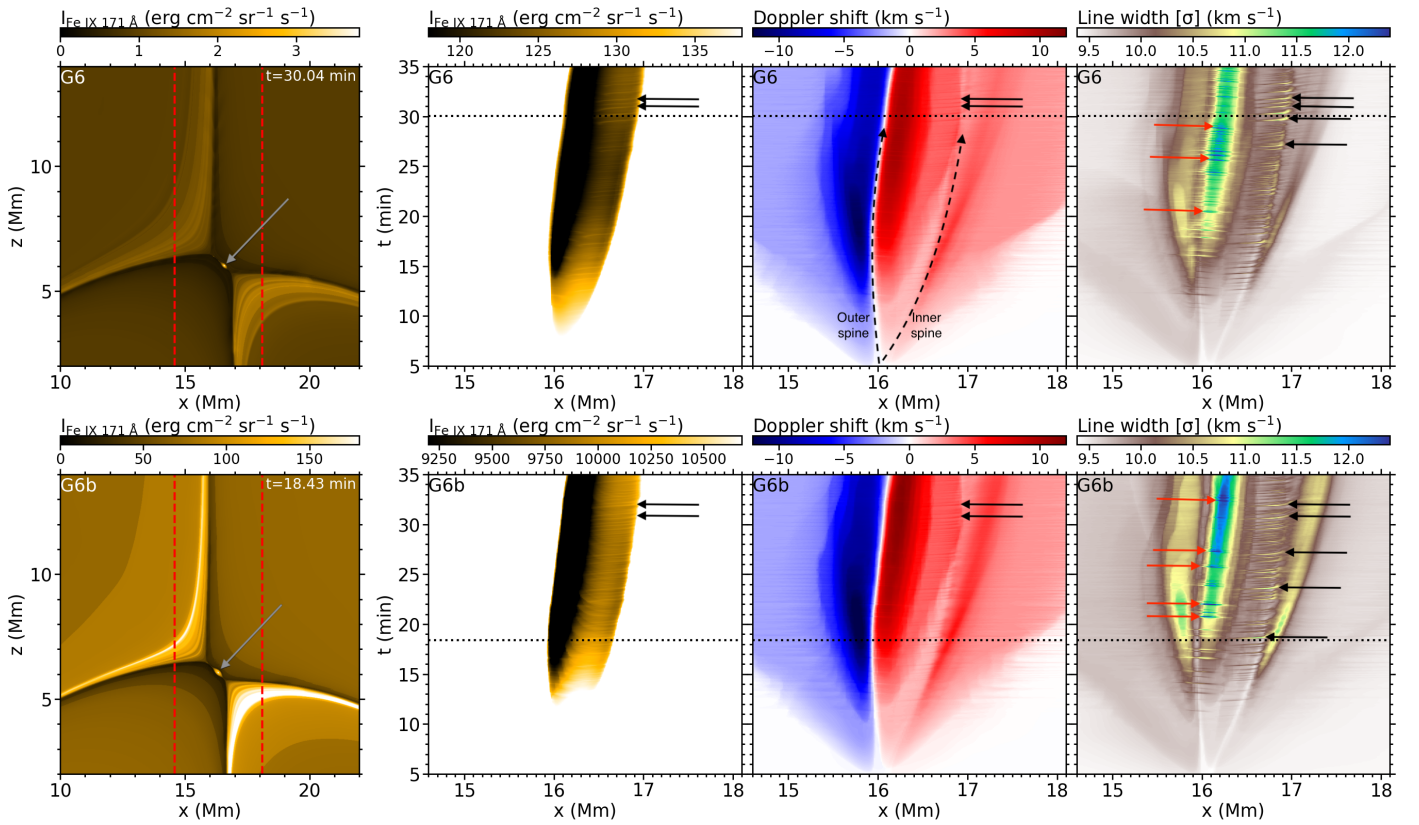 I_Fe IX 171 Å (erg cm⁻² sr⁻¹ s⁻¹)
0 1 2 3
G6
t=30.04 min
z (Mm)
10
5
10 15 20
x (Mm)
I_Fe IX 171 Å (erg cm⁻² sr⁻¹ s⁻¹)
120 125 130 135
G6
t (min)
35
30
25
20
15
10
5
15 16 17 18
x (Mm)
Doppler shift (km s⁻¹)
−10 −5 0 5 10
G6
Outer
spine
Inner
spine
15 16 17 18
x (Mm)
Line width [σ] (km s⁻¹)
9.5 10.0 10.5 11.0 11.5 12.0
G6
15 16 17 18
x (Mm)
I_Fe IX 171 Å (erg cm⁻² sr⁻¹ s⁻¹)
0 50 100 150
G6b
t=18.43 min
z (Mm)
10
5
10 15 20
x (Mm)
I_Fe IX 171 Å (erg cm⁻² sr⁻¹ s⁻¹)
9250 9500 9750 10000 10250 10500
G6b
t (min)
35
30
25
20
15
10
5
15 16 17 18
x (Mm)
Doppler shift (km s⁻¹)
−10 −5 0 5 10
G6b
15 16 17 18
x (Mm)
Line width [σ] (km s⁻¹)
9.5 10.0 10.5 11.0 11.5 12.0
G6b
15 16 17 18
x (Mm)